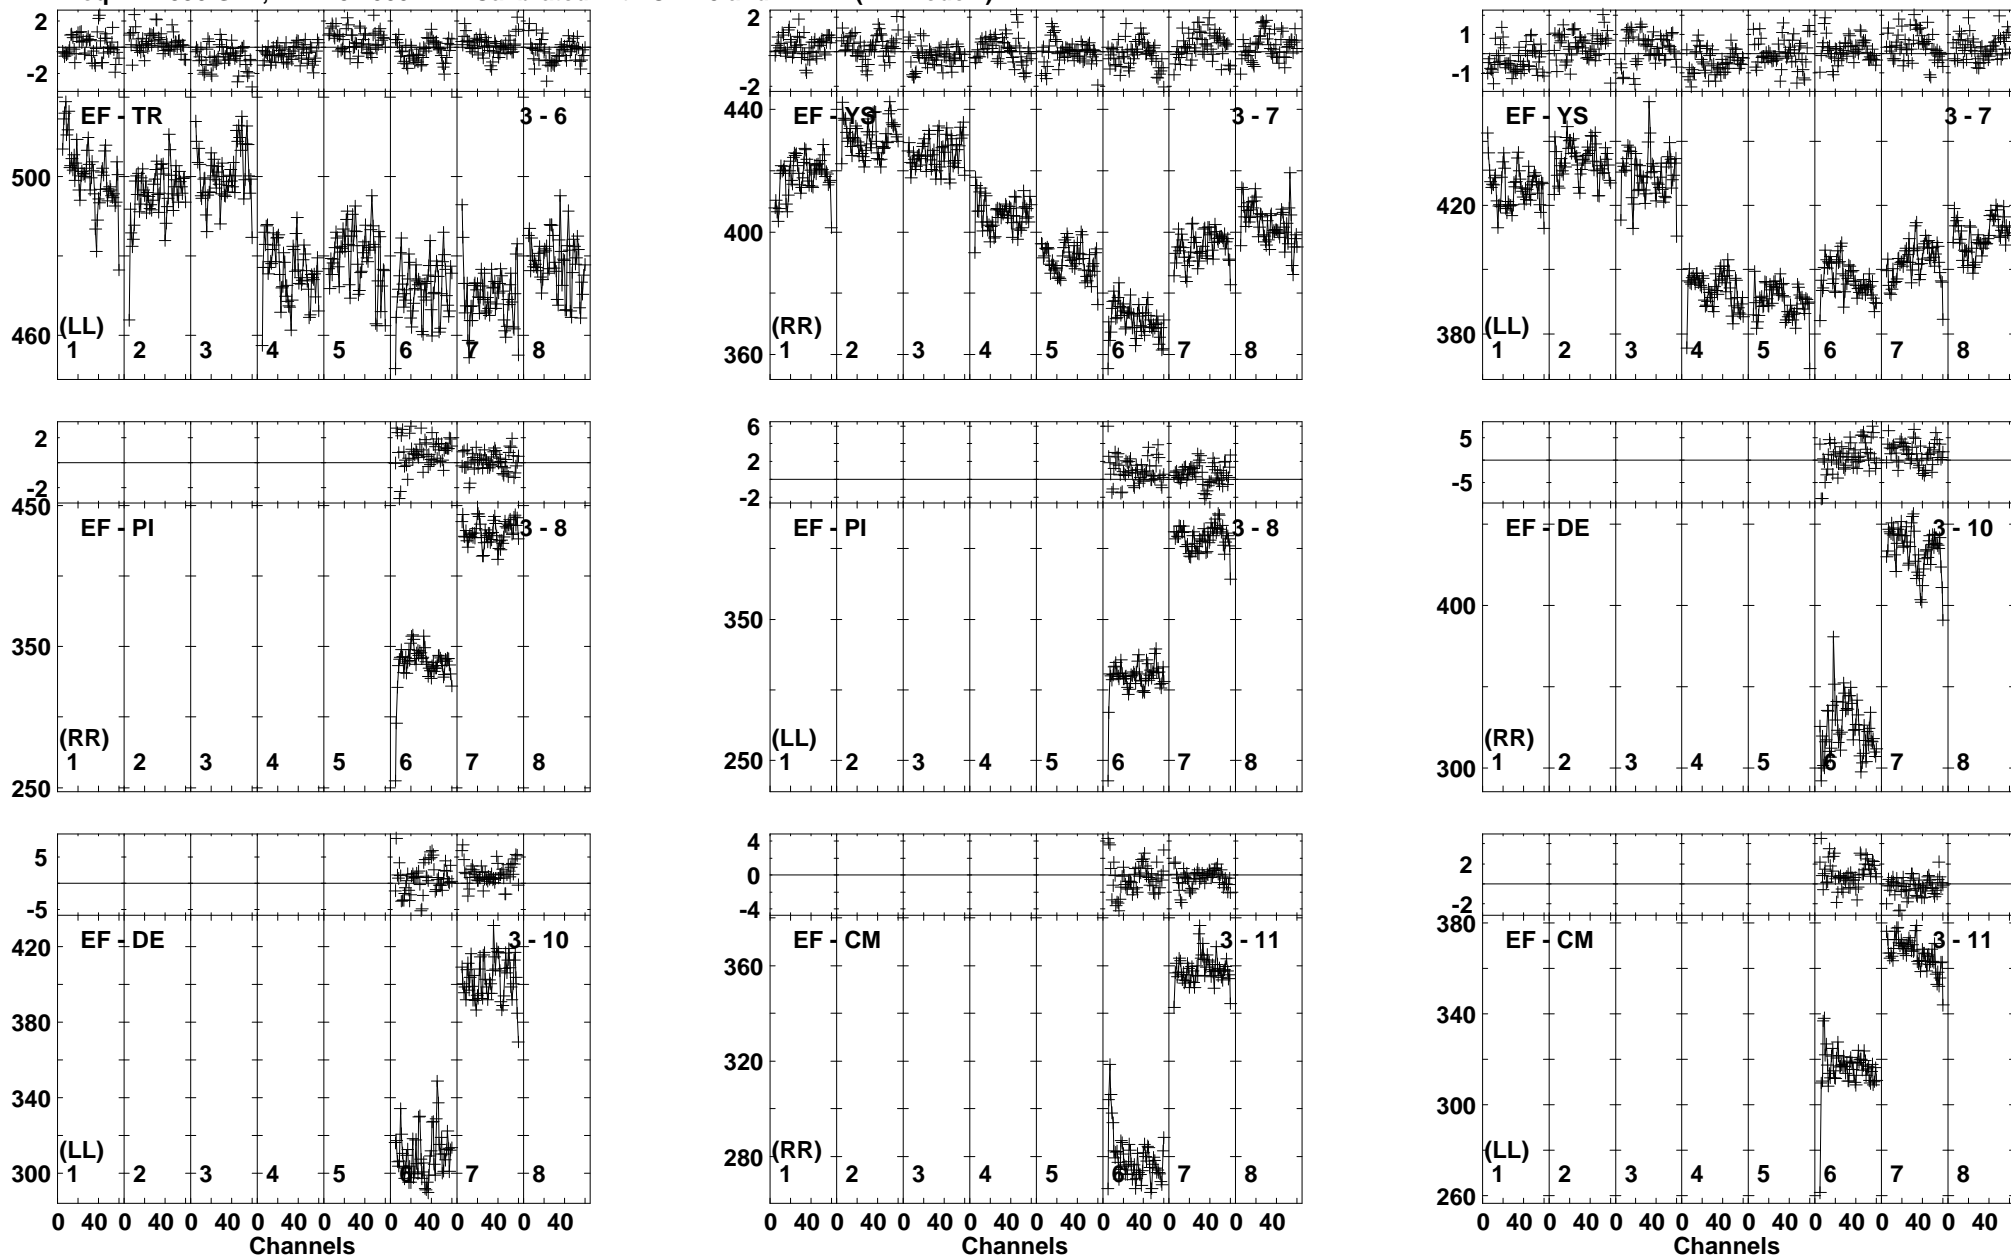 2 -2 2 -2 1 -1
EF - TR 3 - 6 EF - YS 3 - 7 EF - YS 3 - 7
500 460 440 400 360 420 380
(LL) (RR) (LL)
1 2 3 4 5 6 7 8 1 2 3 4 5 6 7 8 1 2 3 4 5 6 7 8
2 -2 6 2 -2 5 -5
EF - PI 3 - 8 EF - PI 3 - 8 EF - DE 3 - 10
450 350 250 350 250 400 300
(RR) (LL) (RR)
1 2 3 4 5 6 7 8 1 2 3 4 5 6 7 8 1 2 3 4 5 6 7 8
5 -5 4 0 -4 2 -2
EF - DE 3 - 10 EF - CM 3 - 11 EF - CM 3 - 11
420 380 340 300 360 320 280 380 340 300 260
(LL) (RR) (LL)
1 2 3 4 5 6 7 8 1 2 3 4 5 6 7 8 1 2 3 4 5 6 7 8
0 40 0 40 0 40 0 40 0 40 0 40 0 40 0 40 0 40 0 40 0 40 0 40 0 40 0 40 0 40 0 40 0 40 0 40 0 40 0 40 0 40 0 40 0 40 0 40
Channels Channels Channels